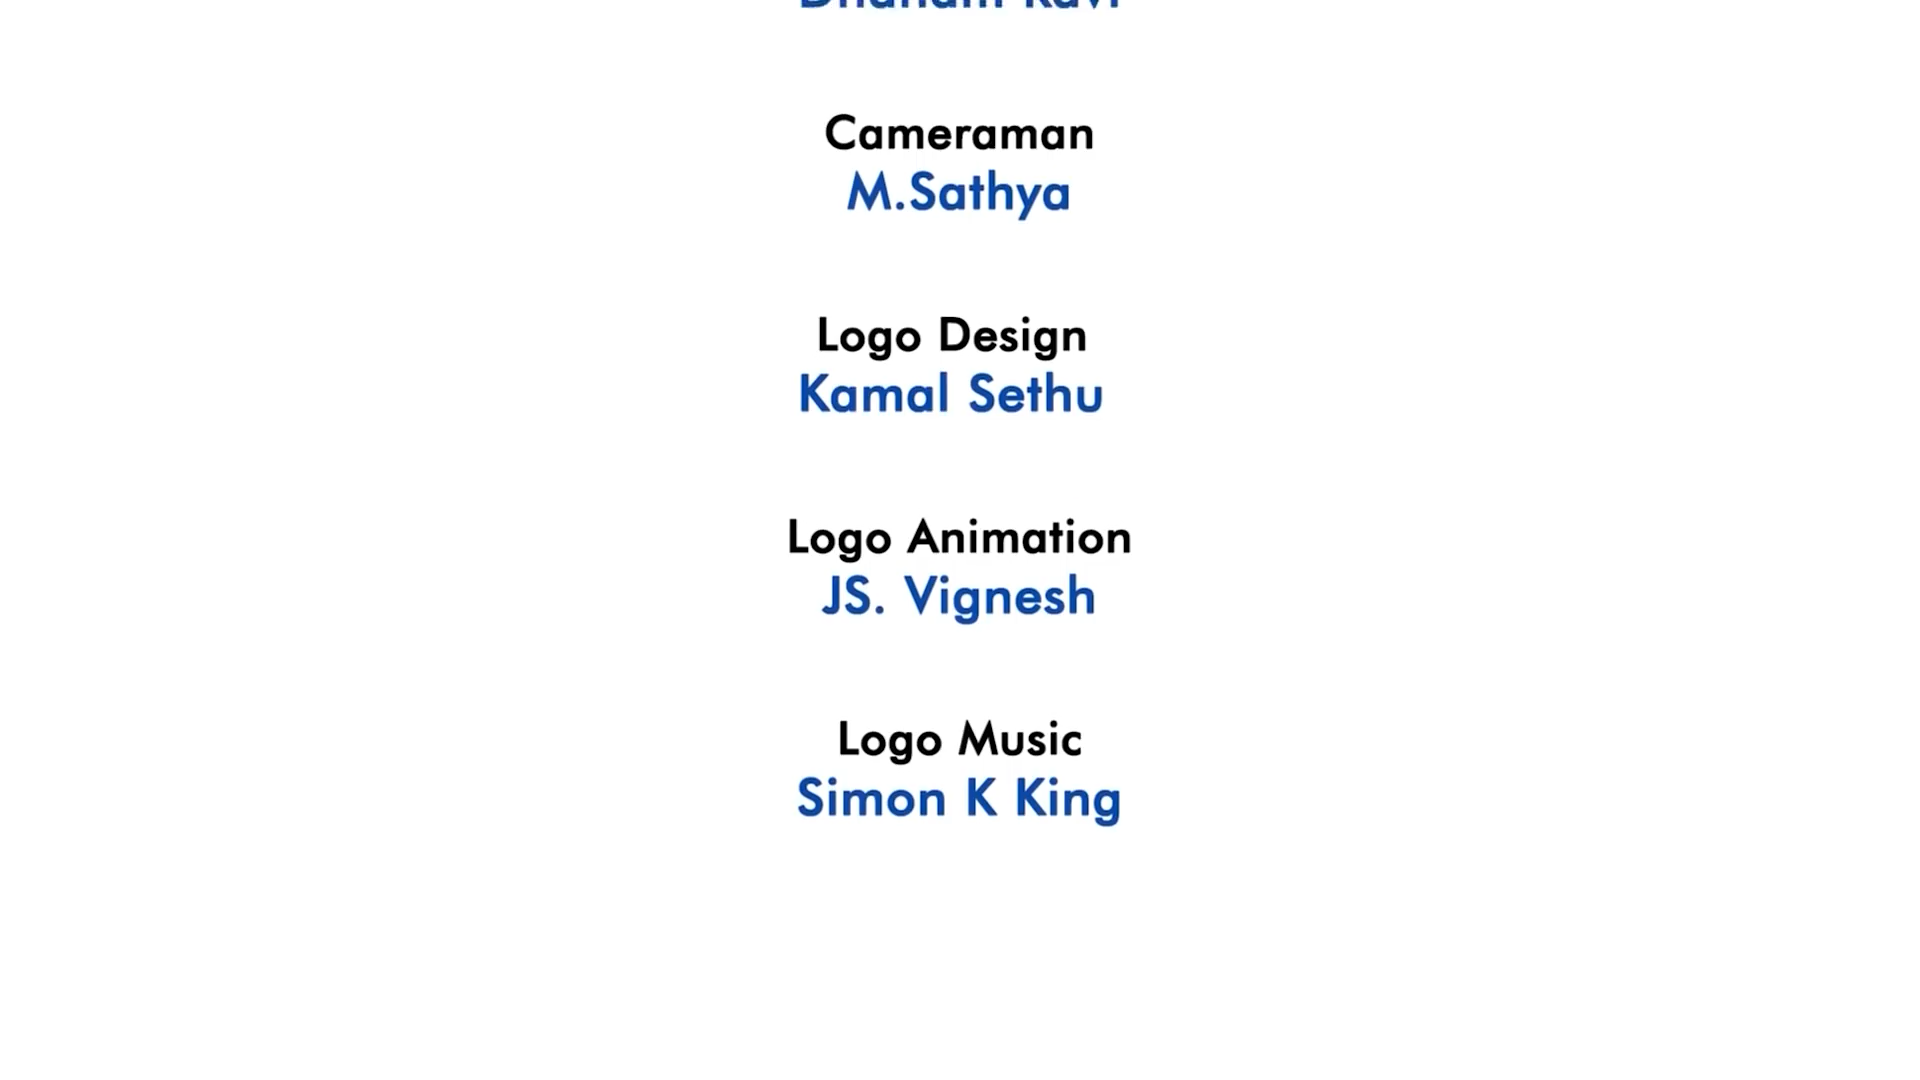 Cameraman
M.Sathya
Logo Design
Kamal Sethu
Logo Animation
JS. Vignesh
Logo Music
Simon K King